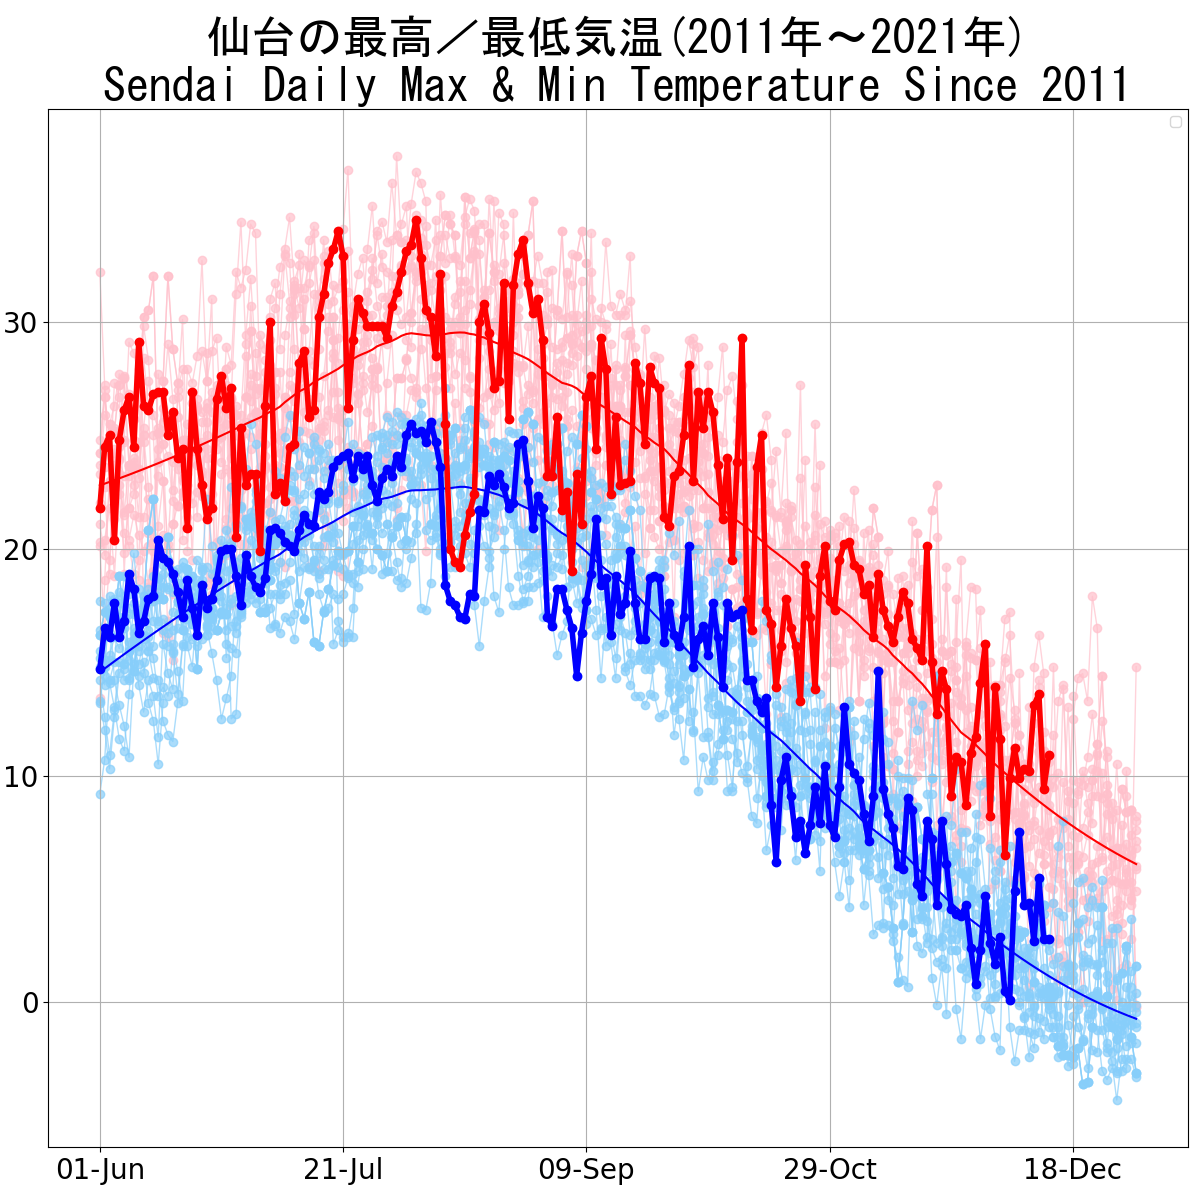 仙台の最高／最低気温(2011年～2021年)
Sendai Daily Max & Min Temperature Since 2011
30
20
10
0
01-Jun 21-Jul 09-Sep 29-Oct 18-Dec